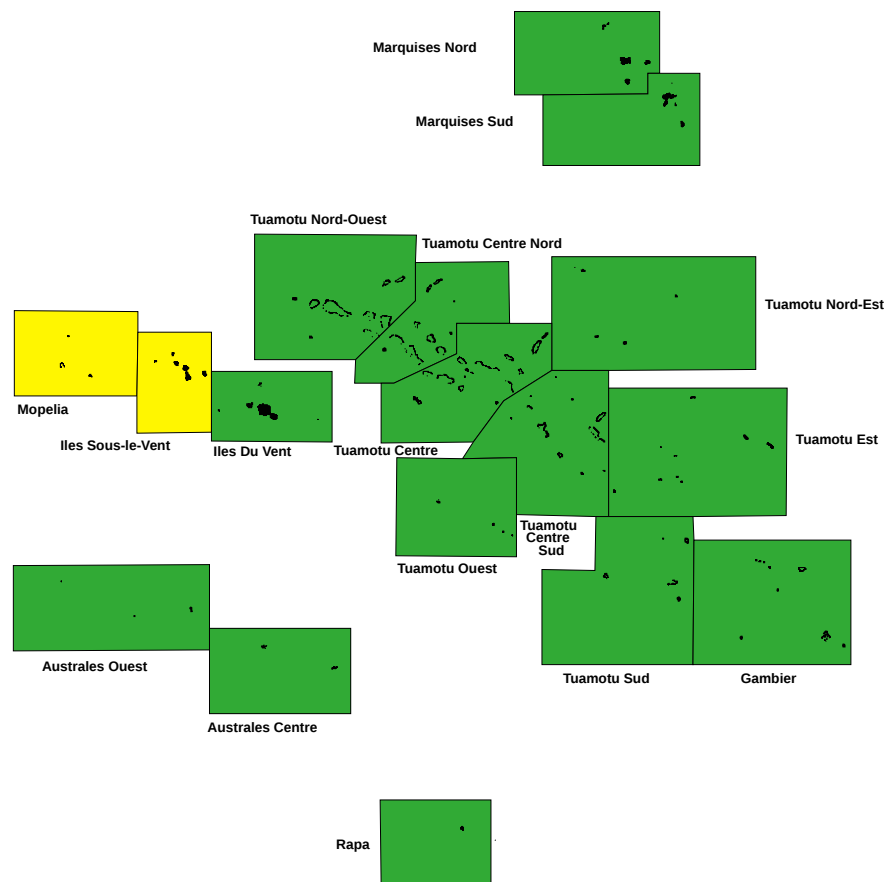 Marquises Nord
Marquises Sud
Tuamotu Nord-Ouest
Tuamotu Centre Nord
Tuamotu Nord-Est
Mopelia
Iles Sous-le-Vent
Iles Du Vent
Tuamotu Centre
Tuamotu Est
Tuamotu
Centre
Sud
Tuamotu Ouest
Australes Ouest
Tuamotu Sud
Gambier
Australes Centre
Rapa